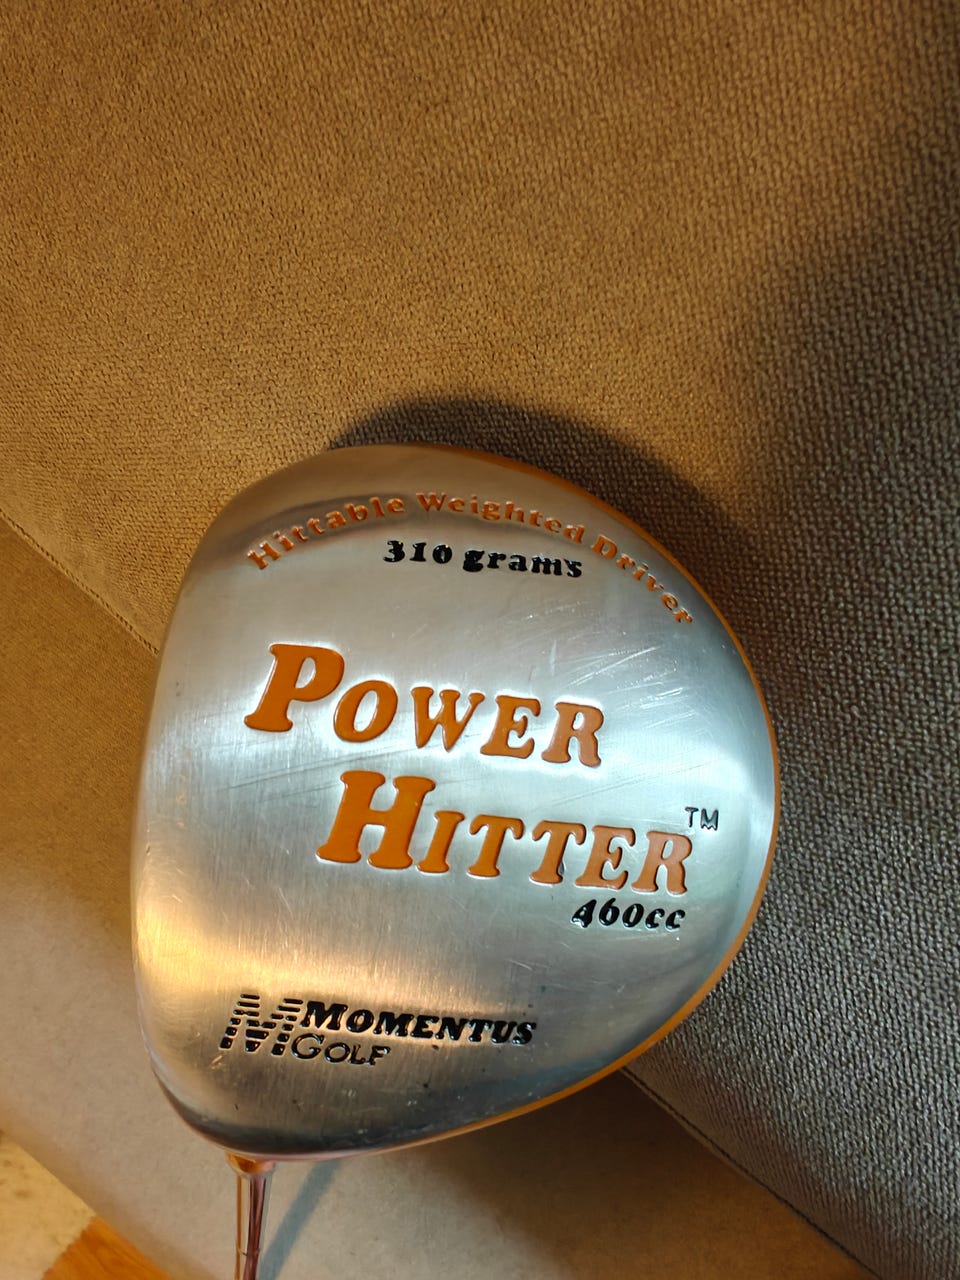 Hittable Weighted Driver
310 grams
POWER
HITTER™
460cc
M MOMENTUS
GOLF